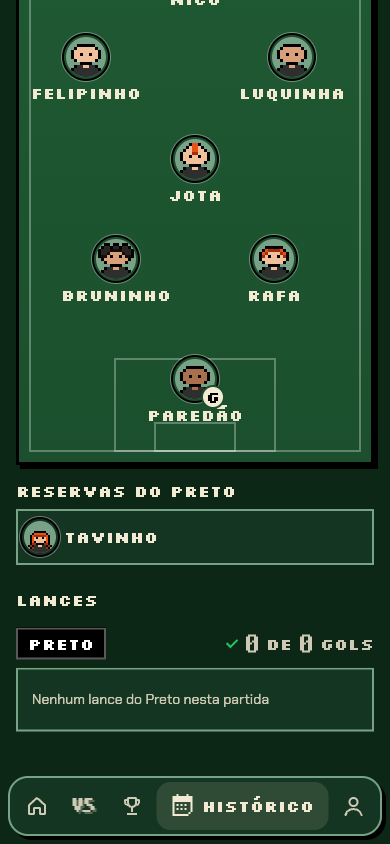 NICO
FELIPINHO
LUQUINHA
JOTA
BRUNINHO
RAFA
G
PAREDÃO
RESERVAS DO PRETO
TAVINHO
LANCES
PRETO
0 DE 0 GOLS
Nenhum lance do Preto nesta partida
VS
HISTÓRICO